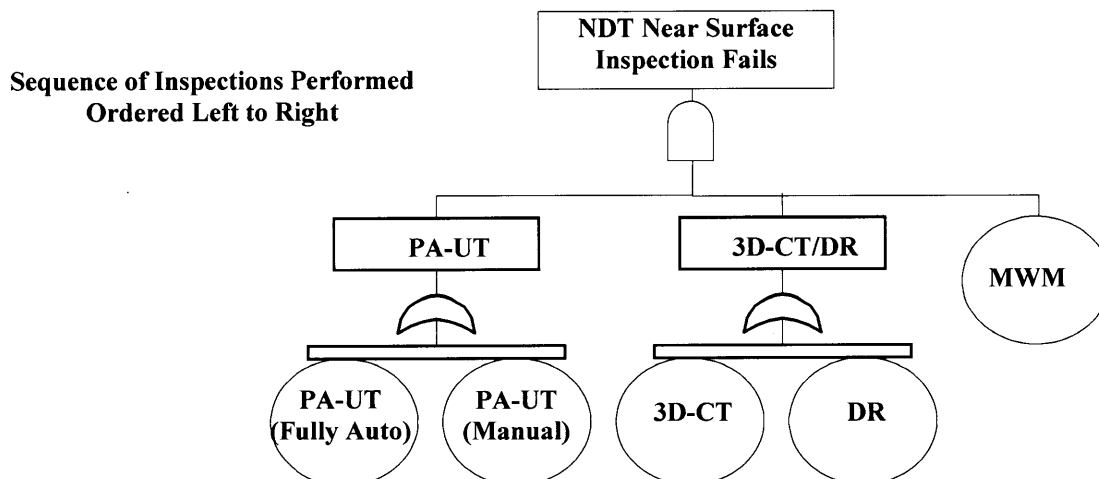 NDT Near Surface
Inspection Fails
Sequence of Inspections Performed
Ordered Left to Right
PA-UT
3D-CT/DR
MWM
PA-UT
(Fully Auto)
PA-UT
(Manual)
3D-CT
DR